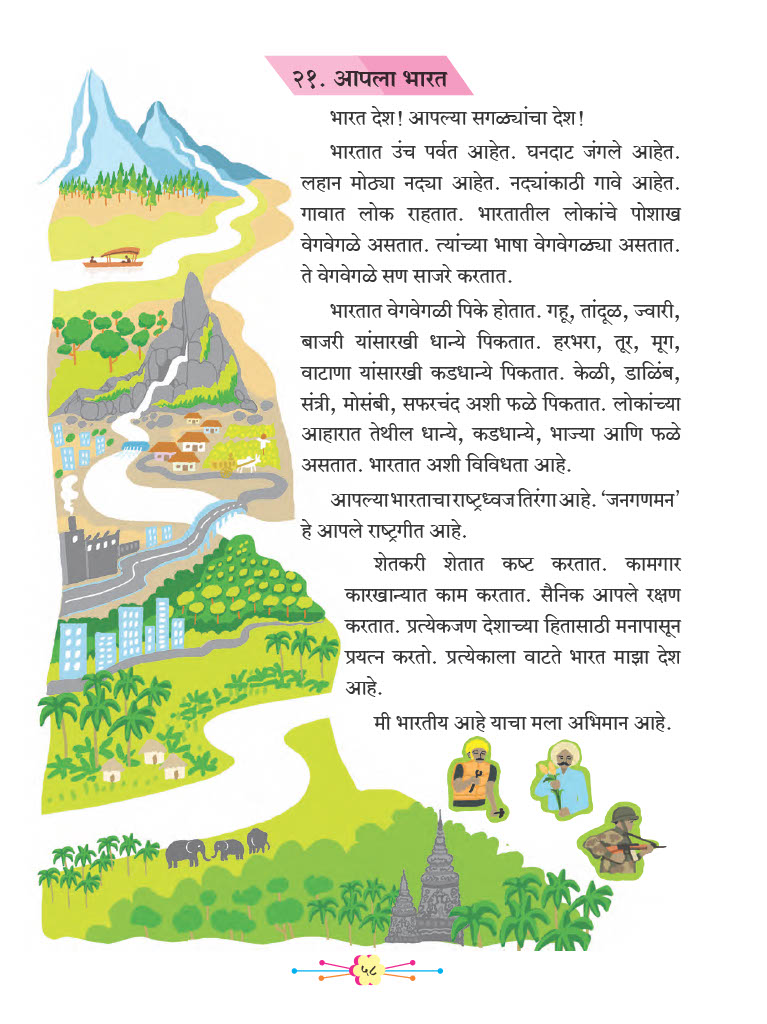 २१. आपला भारत
भारत देश! आपल्या सगळ्यांचा देश!
भारतात उंच पर्वत आहेत. घनदाट जंगले आहेत.
लहान मोठ्या नद्या आहेत. नद्यांकाठी गावे आहेत.
गावात लोक राहतात. भारतातील लोकांचे पोशाख
वेगवेगळे असतात. त्यांच्या भाषा वेगवेगळ्या असतात.
ते वेगवेगळे सण साजरे करतात.
भारतात वेगवेगळी पिके होतात. गहू, तांदूळ, ज्वारी,
बाजरी यांसारखी धान्ये पिकतात. हरभरा, तूर, मूग,
वाटाणा यांसारखी कडधान्ये पिकतात. केळी, डाळिंब,
संत्री, मोसंबी, सफरचंद अशी फळे पिकतात. लोकांच्या
आहारात तेथील धान्ये, कडधान्ये, भाज्या आणि फळे
असतात. भारतात अशी विविधता आहे.
आपल्या भारताचा राष्ट्रध्वज तिरंगा आहे. ‘जनगणमन’
हे आपले राष्ट्रगीत आहे.
शेतकरी शेतात कष्ट करतात. कामगार
कारखान्यात काम करतात. सैनिक आपले रक्षण
करतात. प्रत्येकजण देशाच्या हितासाठी मनापासून
प्रयत्न करतो. प्रत्येकाला वाटते भारत माझा देश
आहे.
मी भारतीय आहे याचा मला अभिमान आहे.
५८